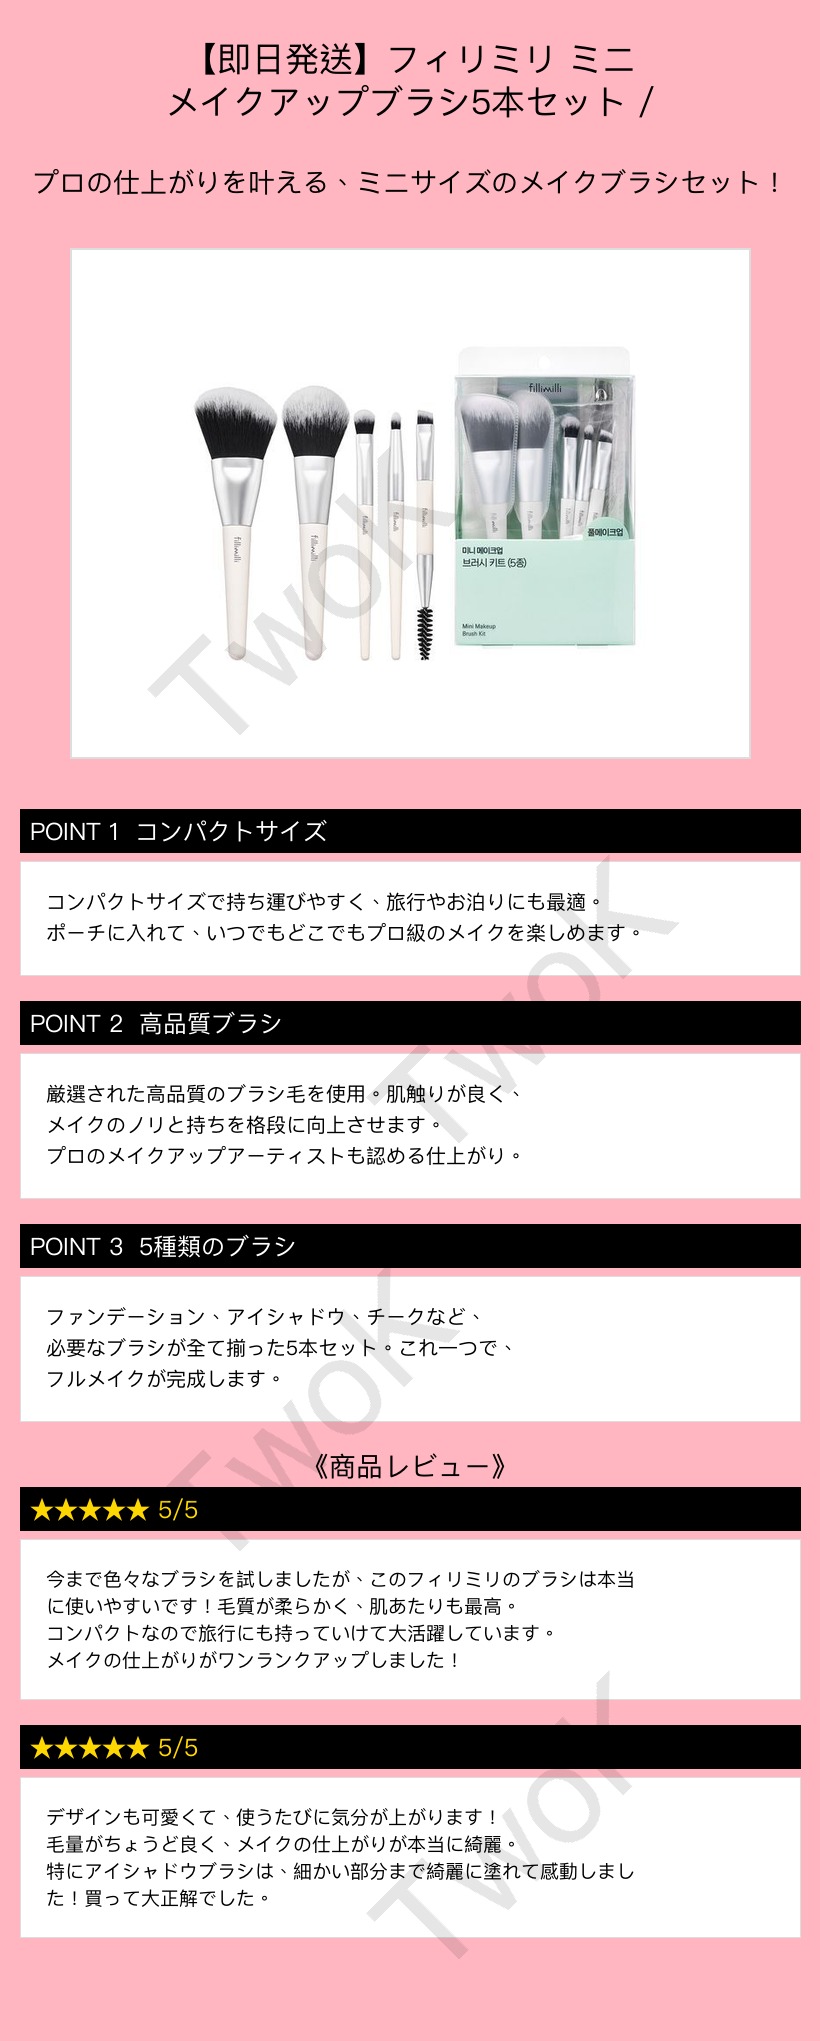 【即日発送】フィリミリ ミニ
メイクアップブラシ5本セット /
プロの仕上がりを叶える、ミニサイズのメイクブラシセット！
fillimilli
fillimilli
fillimilli
fillimilli
fillimilli
fillimilli
풀메이크업
미니 메이크업
브러시 키트 (5종)
Mini Makeup
Brush Kit
TwoK
POINT 1 コンパクトサイズ
コンパクトサイズで持ち運びやすく、旅行やお泊りにも最適。
ポーチに入れて、いつでもどこでもプロ級のメイクを楽しめます。
TwoK
POINT 2 高品質ブラシ
厳選された高品質のブラシ毛を使用。肌触りが良く、
メイクのノリと持ちを格段に向上させます。
プロのメイクアップアーティストも認める仕上がり。
POINT 3 5種類のブラシ
ファンデーション、アイシャドウ、チークなど、
必要なブラシが全て揃った5本セット。これ一つで、
フルメイクが完成します。
TwoK
《商品レビュー》
★★★★★ 5/5
今まで色々なブラシを試しましたが、このフィリミリのブラシは本当
に使いやすいです！毛質が柔らかく、肌あたりも最高。
コンパクトなので旅行にも持っていけて大活躍しています。
メイクの仕上がりがワンランクアップしました！
★★★★★ 5/5
デザインも可愛くて、使うたびに気分が上がります！
毛量がちょうど良く、メイクの仕上がりが本当に綺麗。
特にアイシャドウブラシは、細かい部分まで綺麗に塗れて感動しまし
た！買って大正解でした。
TwoK